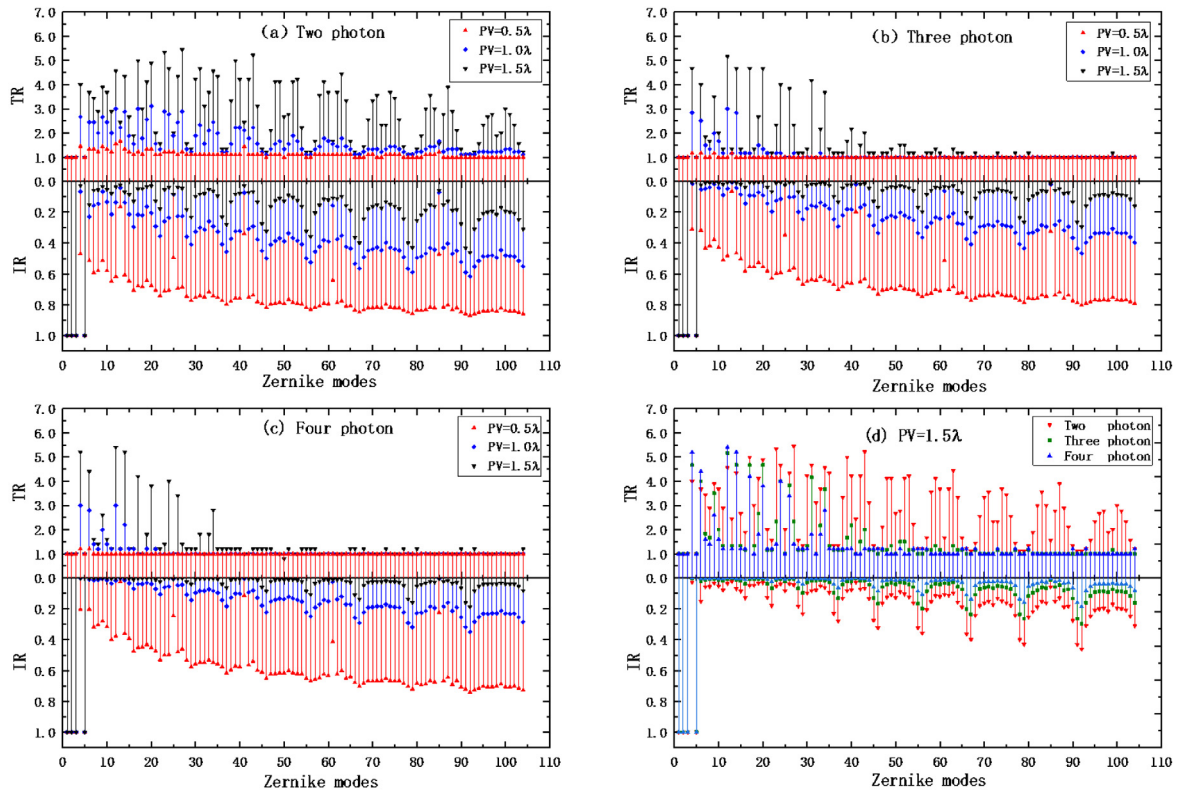 (a) Two photon
PV=0.5λ
PV=1.0λ
PV=1.5λ
7. 0
6. 0
5. 0
4. 0
3. 0
2. 0
1. 0
0. 0
0. 2
0. 4
0. 6
0. 8
1. 0
TR
IR
0 10 20 30 40 50 60 70 80 90 100 110
Zernike modes
(b) Three photon
PV=0.5λ
PV=1.0λ
PV=1.5λ
7. 0
6. 0
5. 0
4. 0
3. 0
2. 0
1. 0
0. 0
0. 2
0. 4
0. 6
0. 8
1. 0
TR
IR
0 10 20 30 40 50 60 70 80 90 100 110
Zernike modes
(c) Four photon
PV=0.5λ
PV=1.0λ
PV=1.5λ
7. 0
6. 0
5. 0
4. 0
3. 0
2. 0
1. 0
0. 0
0. 2
0. 4
0. 6
0. 8
1. 0
TR
IR
0 10 20 30 40 50 60 70 80 90 100 110
Zernike modes
(d) PV=1.5λ
Two photon
Three photon
Four photon
7. 0
6. 0
5. 0
4. 0
3. 0
2. 0
1. 0
0. 0
0. 2
0. 4
0. 6
0. 8
1. 0
TR
IR
0 10 20 30 40 50 60 70 80 90 100 110
Zernike modes